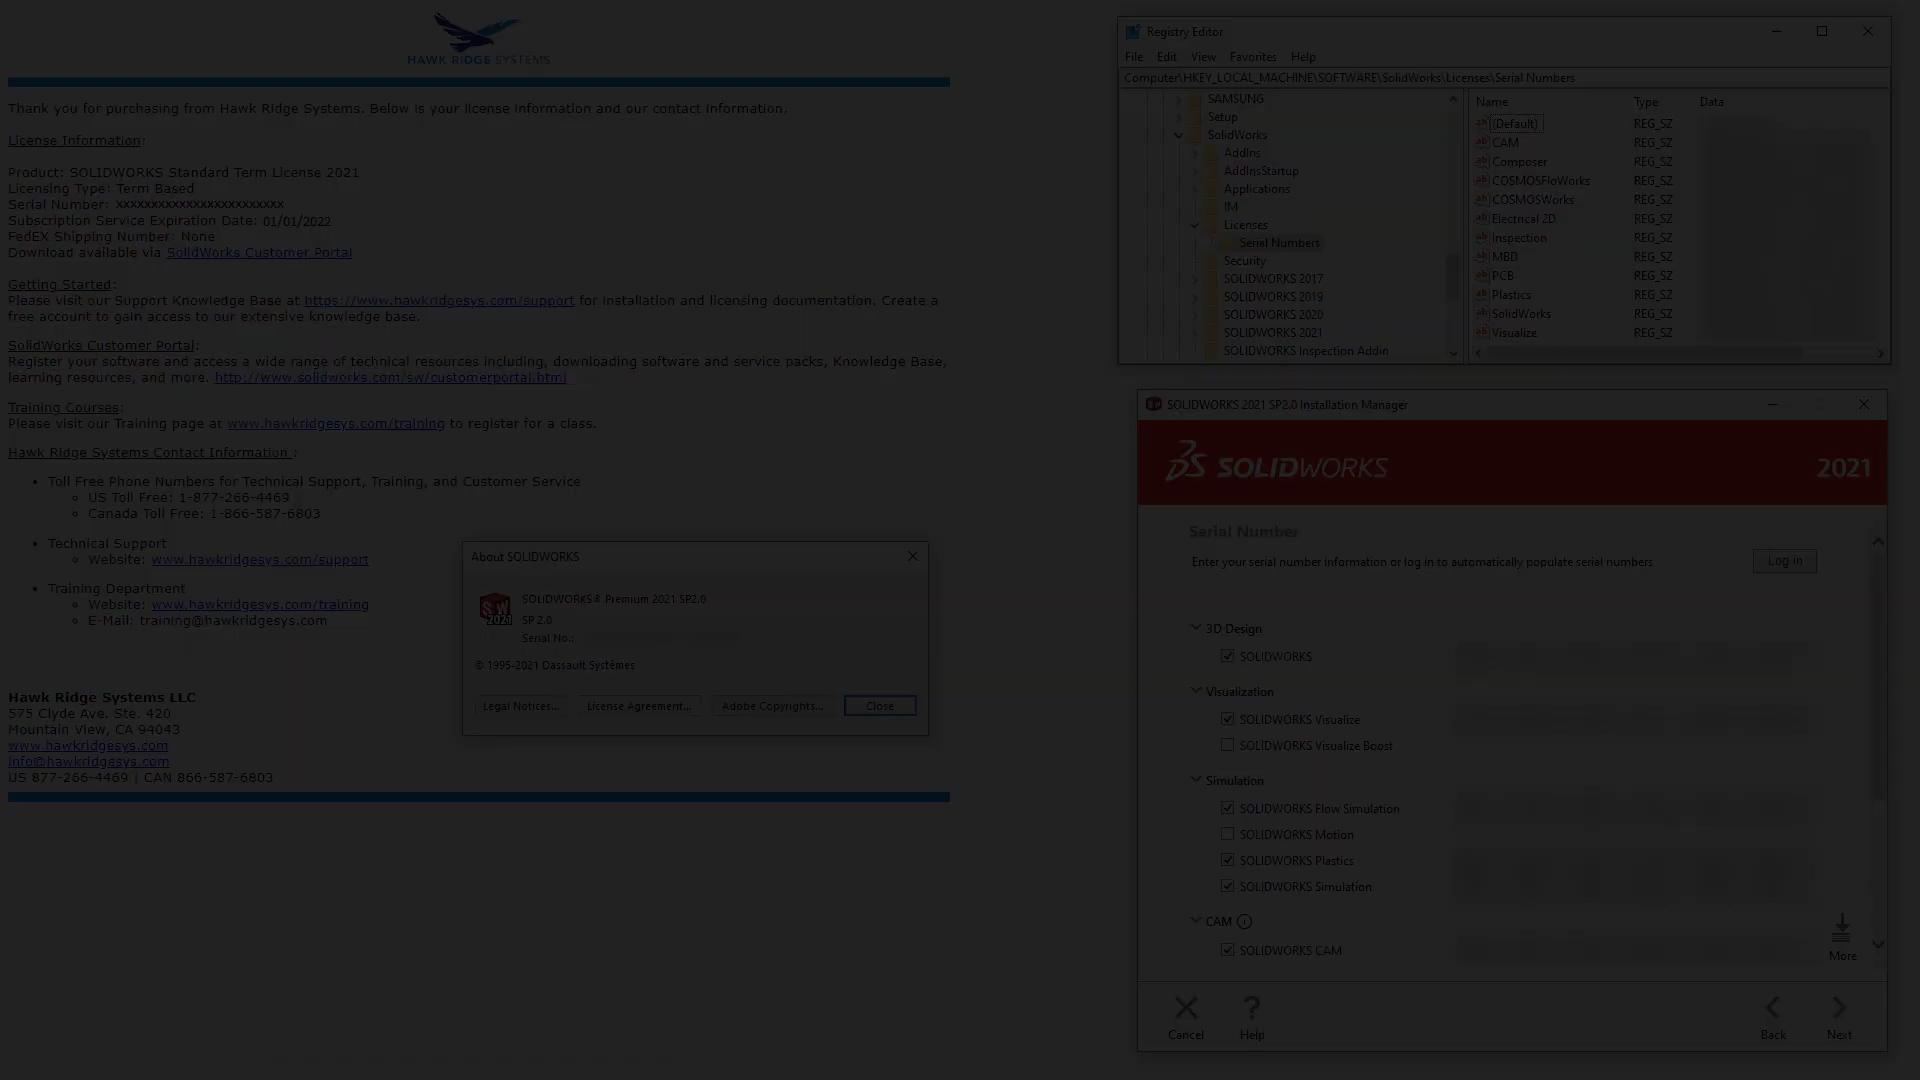 HAWK RIDGE SYSTEMS
Thank you for purchasing from Hawk Ridge Systems. Below is your license information and our contact information.
License Information:
Product: SOLIDWORKS Standard Term License 2021
Licensing Type: Term Based
Serial Number: xxxxxxxxxxxxxxxxxxxxxxxx
Subscription Service Expiration Date: 01/01/2022
FedEX Shipping Number: None
Download available via SolidWorks Customer Portal
Getting Started:
Please visit our Support Knowledge Base at https://www.hawkridgesys.com/support for installation and licensing documentation. Create a
free account to gain access to our extensive knowledge base.
SolidWorks Customer Portal:
Register your software and access a wide range of technical resources including, downloading software and service packs, Knowledge Base,
learning resources, and more. http://www.solidworks.com/sw/customerportal.html
Training Courses:
Please visit our Training page at www.hawkridgesys.com/training to register for a class.
Hawk Ridge Systems Contact Information :
• Toll Free Phone Numbers for Technical Support, Training, and Customer Service
◦ US Toll Free: 1-877-266-4469
◦ Canada Toll Free: 1-866-587-6803
• Technical Support
◦ Website: www.hawkridgesys.com/support
• Training Department
◦ Website: www.hawkridgesys.com/training
◦ E-Mail: training@hawkridgesys.com
Hawk Ridge Systems LLC
575 Clyde Ave. Ste. 420
Mountain View, CA 94043
www.hawkridgesys.com
info@hawkridgesys.com
US 877-266-4469 | CAN 866-587-6803
About SOLIDWORKS
SOLIDWORKS® Premium 2021 SP2.0
SW 2021
SP 2.0
Serial No.:
© 1995-2021 Dassault Systèmes
Legal Notices... License Agreement... Adobe Copyrights... Close
Registry Editor
File Edit View Favorites Help
Computer\HKEY_LOCAL_MACHINE\SOFTWARE\SolidWorks\Licenses\Serial Numbers
SAMSUNG
Setup
SolidWorks
AddIns
AddInsStartup
Applications
IM
Licenses
Serial Numbers
Security
SOLIDWORKS 2017
SOLIDWORKS 2019
SOLIDWORKS 2020
SOLIDWORKS 2021
SOLIDWORKS Inspection Addin
Name Type Data
(Default) REG_SZ
CAM REG_SZ
Composer REG_SZ
COSMOSFloWorks REG_SZ
COSMOSWorks REG_SZ
Electrical 2D REG_SZ
Inspection REG_SZ
MBD REG_SZ
PCB REG_SZ
Plastics REG_SZ
SolidWorks REG_SZ
Visualize REG_SZ
SOLIDWORKS 2021 SP2.0 Installation Manager
SOLIDWORKS 2021
Serial Number
Enter your serial number information or log in to automatically populate serial numbers Log in
3D Design
SOLIDWORKS
Visualization
SOLIDWORKS Visualize
SOLIDWORKS Visualize Boost
Simulation
SOLIDWORKS Flow Simulation
SOLIDWORKS Motion
SOLIDWORKS Plastics
SOLIDWORKS Simulation
CAM
SOLIDWORKS CAM
More
Cancel Help Back Next